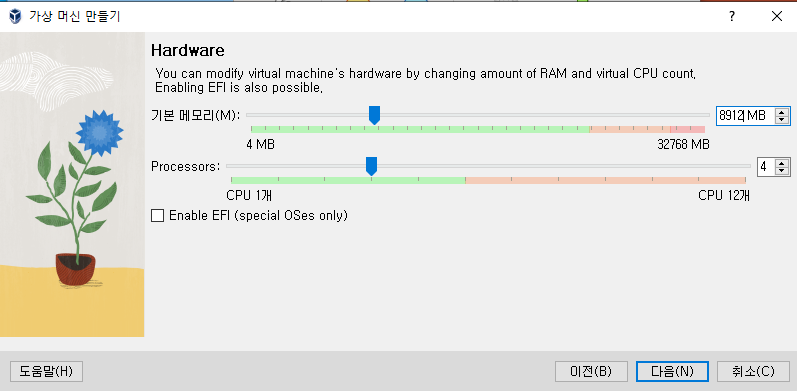 가상 머신 만들기
Hardware
You can modify virtual machine's hardware by changing amount of RAM and virtual CPU count.
Enabling EFI is also possible.
기본 메모리(M): 8912 MB
4 MB 32768 MB
Processors: 4
CPU 1개 CPU 12개
Enable EFI (special OSes only)
도움말(H) 이전(B) 다음(N) 취소(C)